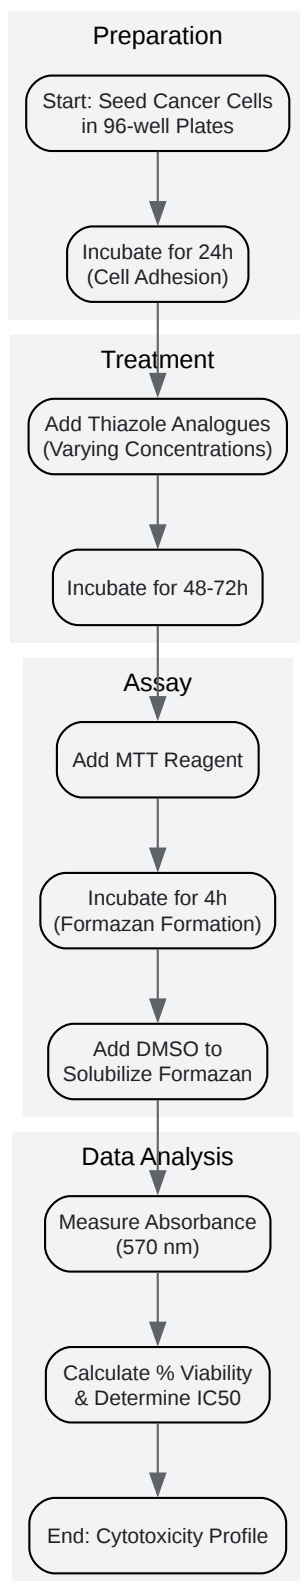 Preparation
Start: Seed Cancer Cells
in 96-well Plates
Incubate for 24h
(Cell Adhesion)
Treatment
Add Thiazole Analogues
(Varying Concentrations)
Incubate for 48-72h
Assay
Add MTT Reagent
Incubate for 4h
(Formazan Formation)
Add DMSO to
Solubilize Formazan
Data Analysis
Measure Absorbance
(570 nm)
Calculate % Viability
& Determine IC50
End: Cytotoxicity Profile